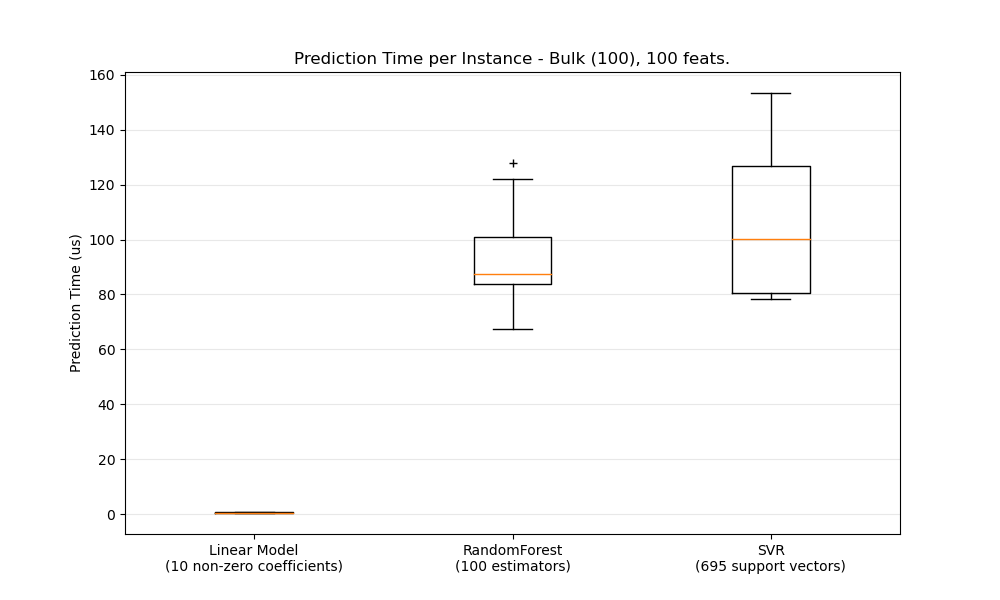 Prediction Time per Instance - Bulk (100), 100 feats.
160
140
120
100
80
60
40
20
0
Prediction Time (us)
Linear Model
(10 non-zero coefficients)
RandomForest
(100 estimators)
SVR
(695 support vectors)